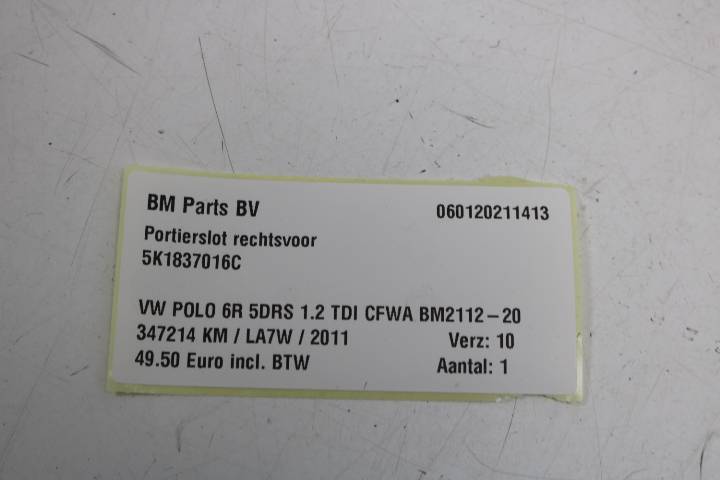 BM Parts BV 060120211413
Portierslot rechtsvoor
5K1837016C
VW POLO 6R 5DRS 1.2 TDI CFWA BM2112-20
347214 KM / LA7W / 2011 Verz: 10
49.50 Euro incl. BTW Aantal: 1